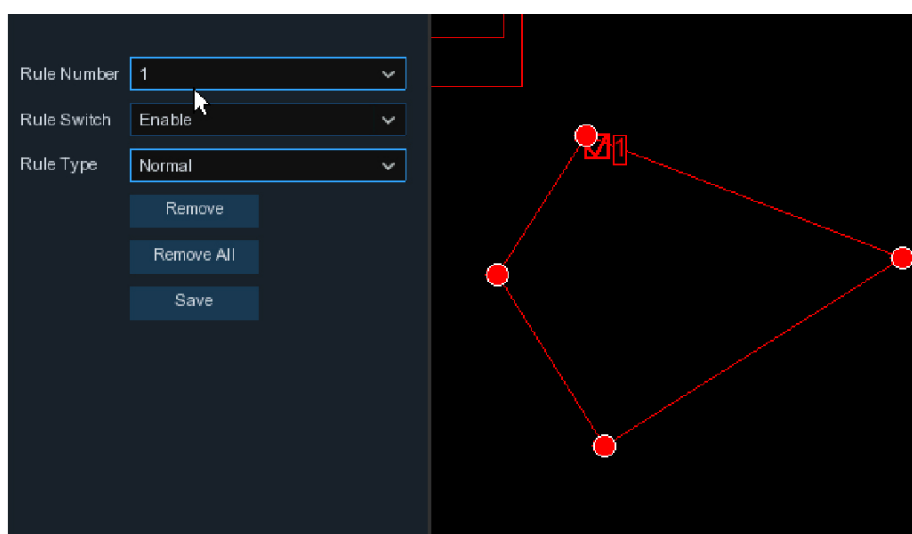 Rule Number 1
Rule Switch Enable
Rule Type Normal
Remove
Remove All
Save
1